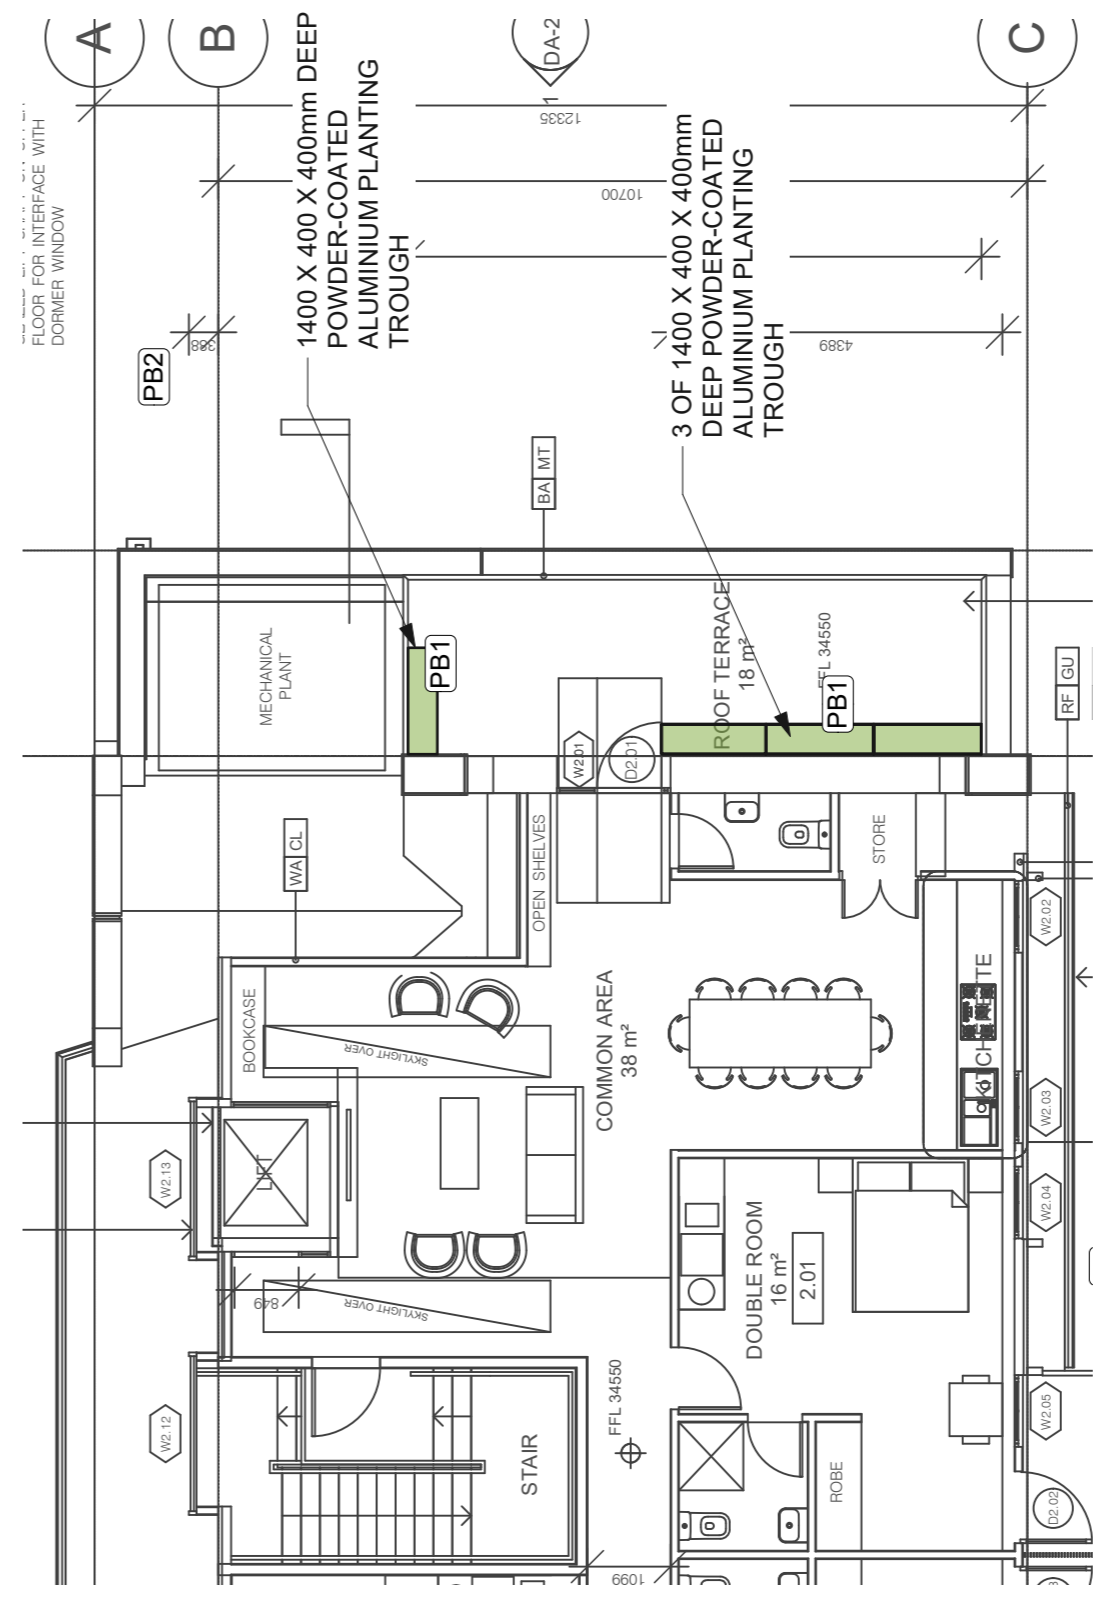 A
B
DA-2
1
C
FLOOR FOR INTERFACE WITH
DORMER WINDOW
12335
10700
388
4389
PB2
1400 X 400 X 400mm DEEP
POWDER-COATED
ALUMINIUM PLANTING
TROUGH
3 OF 1400 X 400 X 400mm
DEEP POWDER-COATED
ALUMINIUM PLANTING
TROUGH
BA MT
MECHANICAL
PLANT
PB1
ROOF TERRACE
18 m²
FFL 34550
PB1
RF GU
W2.01
D2.01
WA CL
OPEN SHELVES
STORE
W2.02
BOOKCASE
SKYLIGHT OVER
COMMON AREA
38 m²
KITCHENETTE
W2.03
W2.13
LIFT
W2.04
849
SKYLIGHT OVER
DOUBLE ROOM
16 m²
2.01
W2.12
STAIR
FFL 34550
W2.05
ROBE
D2.02
1099